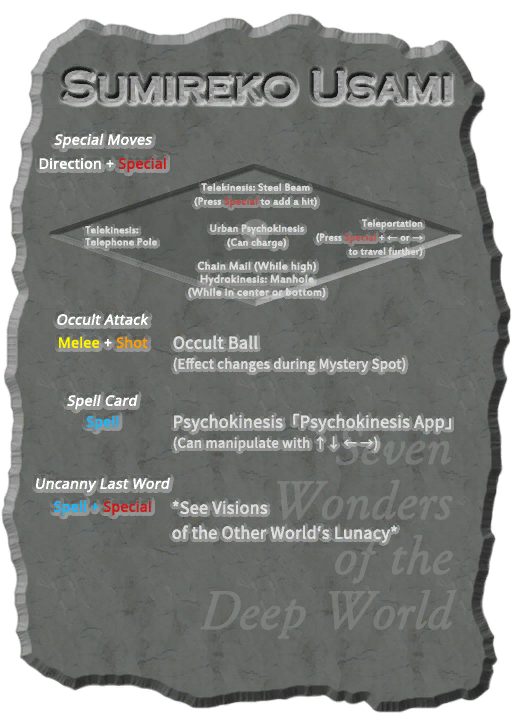 SUMIREKO USAMI
Special Moves
Direction + Special
Telekinesis: Steel Beam
(Press Special to add a hit)
Telekinesis:
Telephone Pole
Urban Psychokinesis
(Can charge)
Teleportation
(Press Special + ← or →
to travel further)
Chain Mail (While high)
Hydrokinesis: Manhole
(While in center or bottom)
Occult Attack
Melee + Shot
Occult Ball
(Effect changes during Mystery Spot)
Spell Card
Spell
Psychokinesis「Psychokinesis App」
(Can manipulate with ↑↓←→)
Uncanny Last Word
Spell + Special
*See Visions
of the Other World's Lunacy*
Seven
Wonders
of the
Deep World